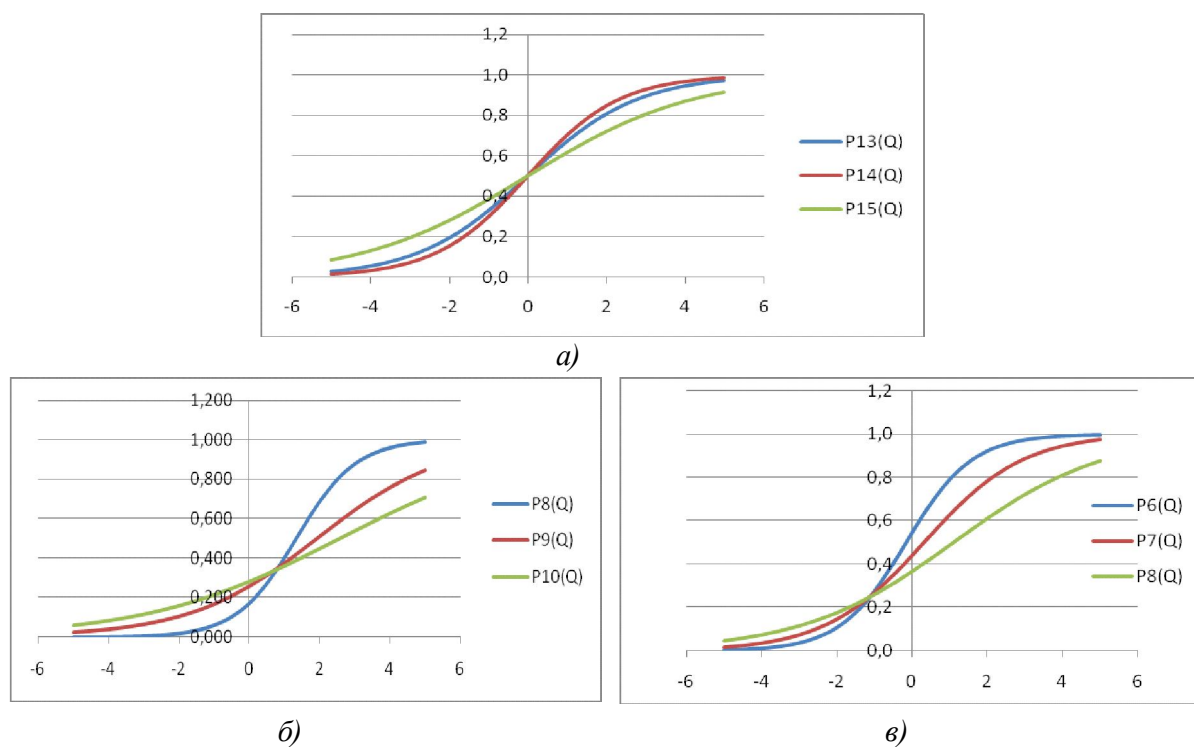 1,2
1,0
0,8
0,6
0,4
0,2
0,0
-6 -4 -2 0 2 4 6
P13(Q)
P14(Q)
P15(Q)
а)
1,200
1,000
0,800
0,600
0,400
0,200
0,000
-6 -4 -2 0 2 4 6
P8(Q)
P9(Q)
P10(Q)
б)
1,2
1,0
0,8
0,6
0,4
0,2
0,0
-6 -4 -2 0 2 4 6
P6(Q)
P7(Q)
P8(Q)
в)